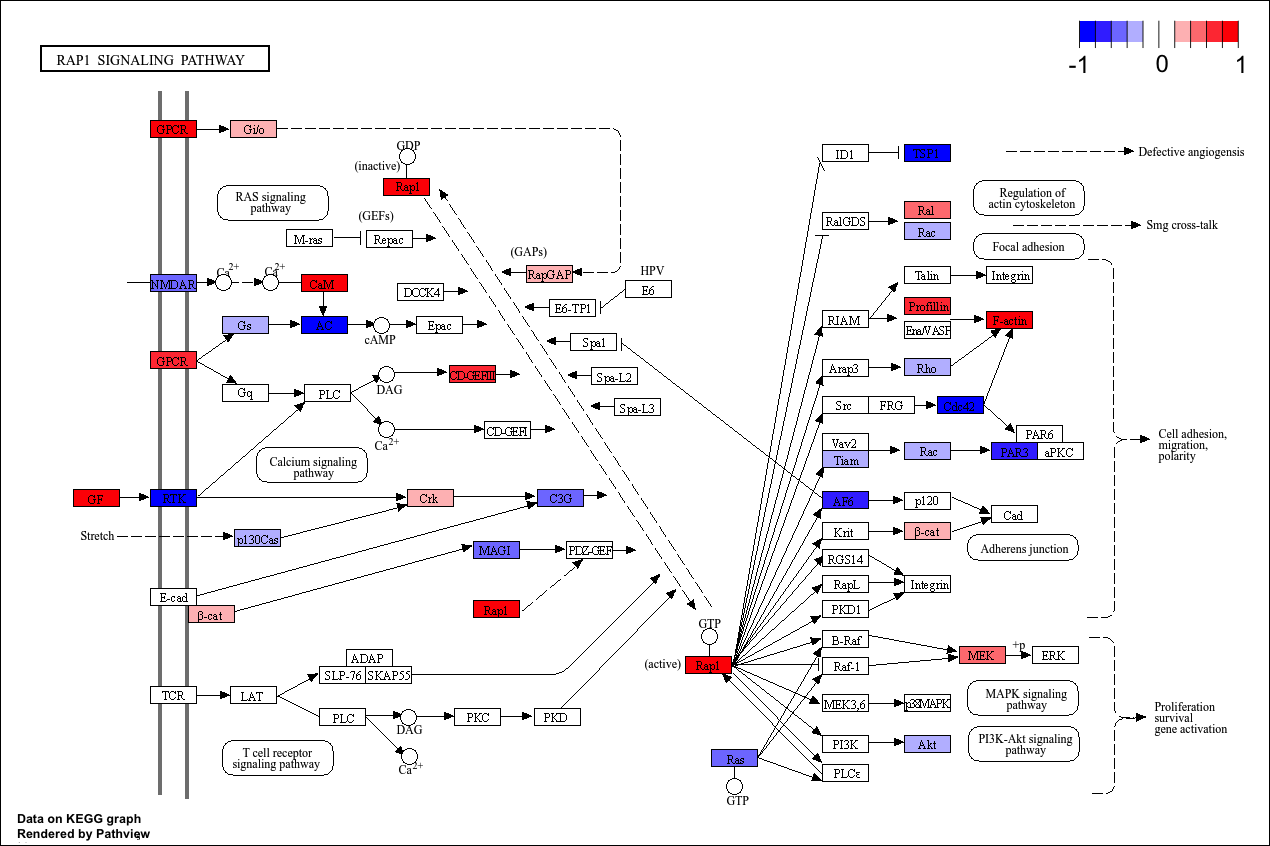 RAP1 SIGNALING PATHWAY
-1 0 1
GPCR
Gi/o
GDP
(inactive)
Rap1
RAS signaling
pathway
(GEFs)
M-ras
Repac
(GAPs)
RapGAP
HPV
E6
E6-TP1
NMDAR
Ca2+
Ca2+
CaM
DOCK4
Gs
AC
cAMP
Epac
Spa1
GPCR
Gq
PLC
DAG
CD-GEFIII
Spa-L2
Spa-L3
Ca2+
CD-GEFI
Calcium signaling
pathway
GF
RTK
Crk
C3G
Stretch
p130Cas
MAGI
PDZ-GEF
E-cad
β-cat
Rap1
GTP
(active)
Rap1
ADAP
SLP-76
SKAP55
TCR
LAT
PLC
DAG
PKC
PKD
Ca2+
T cell receptor
signaling pathway
Ras
GTP
ID1
TSP1
Defective angiogensis
Regulation of
actin cytoskeleton
RalGDS
Ral
Rac
Smg cross-talk
Focal adhesion
Talin
Integrin
RIAM
Profillin
Ena/VASP
F-actin
Arap3
Rho
Src
FRG
Cdc42
PAR6
PAR3
aPKC
Vav2
Tiam
Rac
Cell adhesion,
migration,
polarity
AF6
p120
Cad
Krit
β-cat
Adherens junction
RGS14
RapL
Integrin
PKD1
B-Raf
Raf-1
MEK
+p
ERK
MEK3,6
p38MAPK
MAPK signaling
pathway
PI3K
Akt
PI3K-Akt signaling
pathway
PLCε
Proliferation
survival
gene activation
Data on KEGG graph
Rendered by Pathview